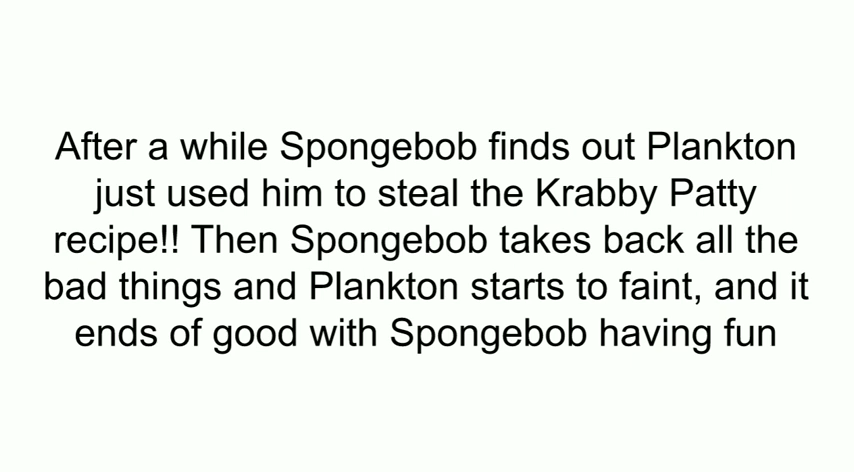 After a while Spongebob finds out Plankton
just used him to steal the Krabby Patty
recipe!! Then Spongebob takes back all the
bad things and Plankton starts to faint, and it
ends of good with Spongebob having fun